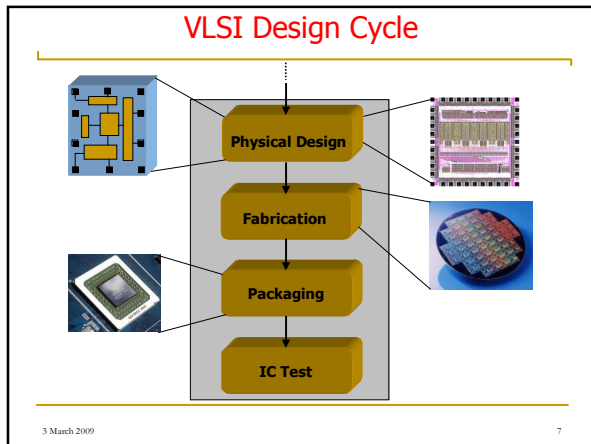 VLSI Design Cycle
Physical Design
Fabrication
Packaging
IC Test
3 March 2009
7